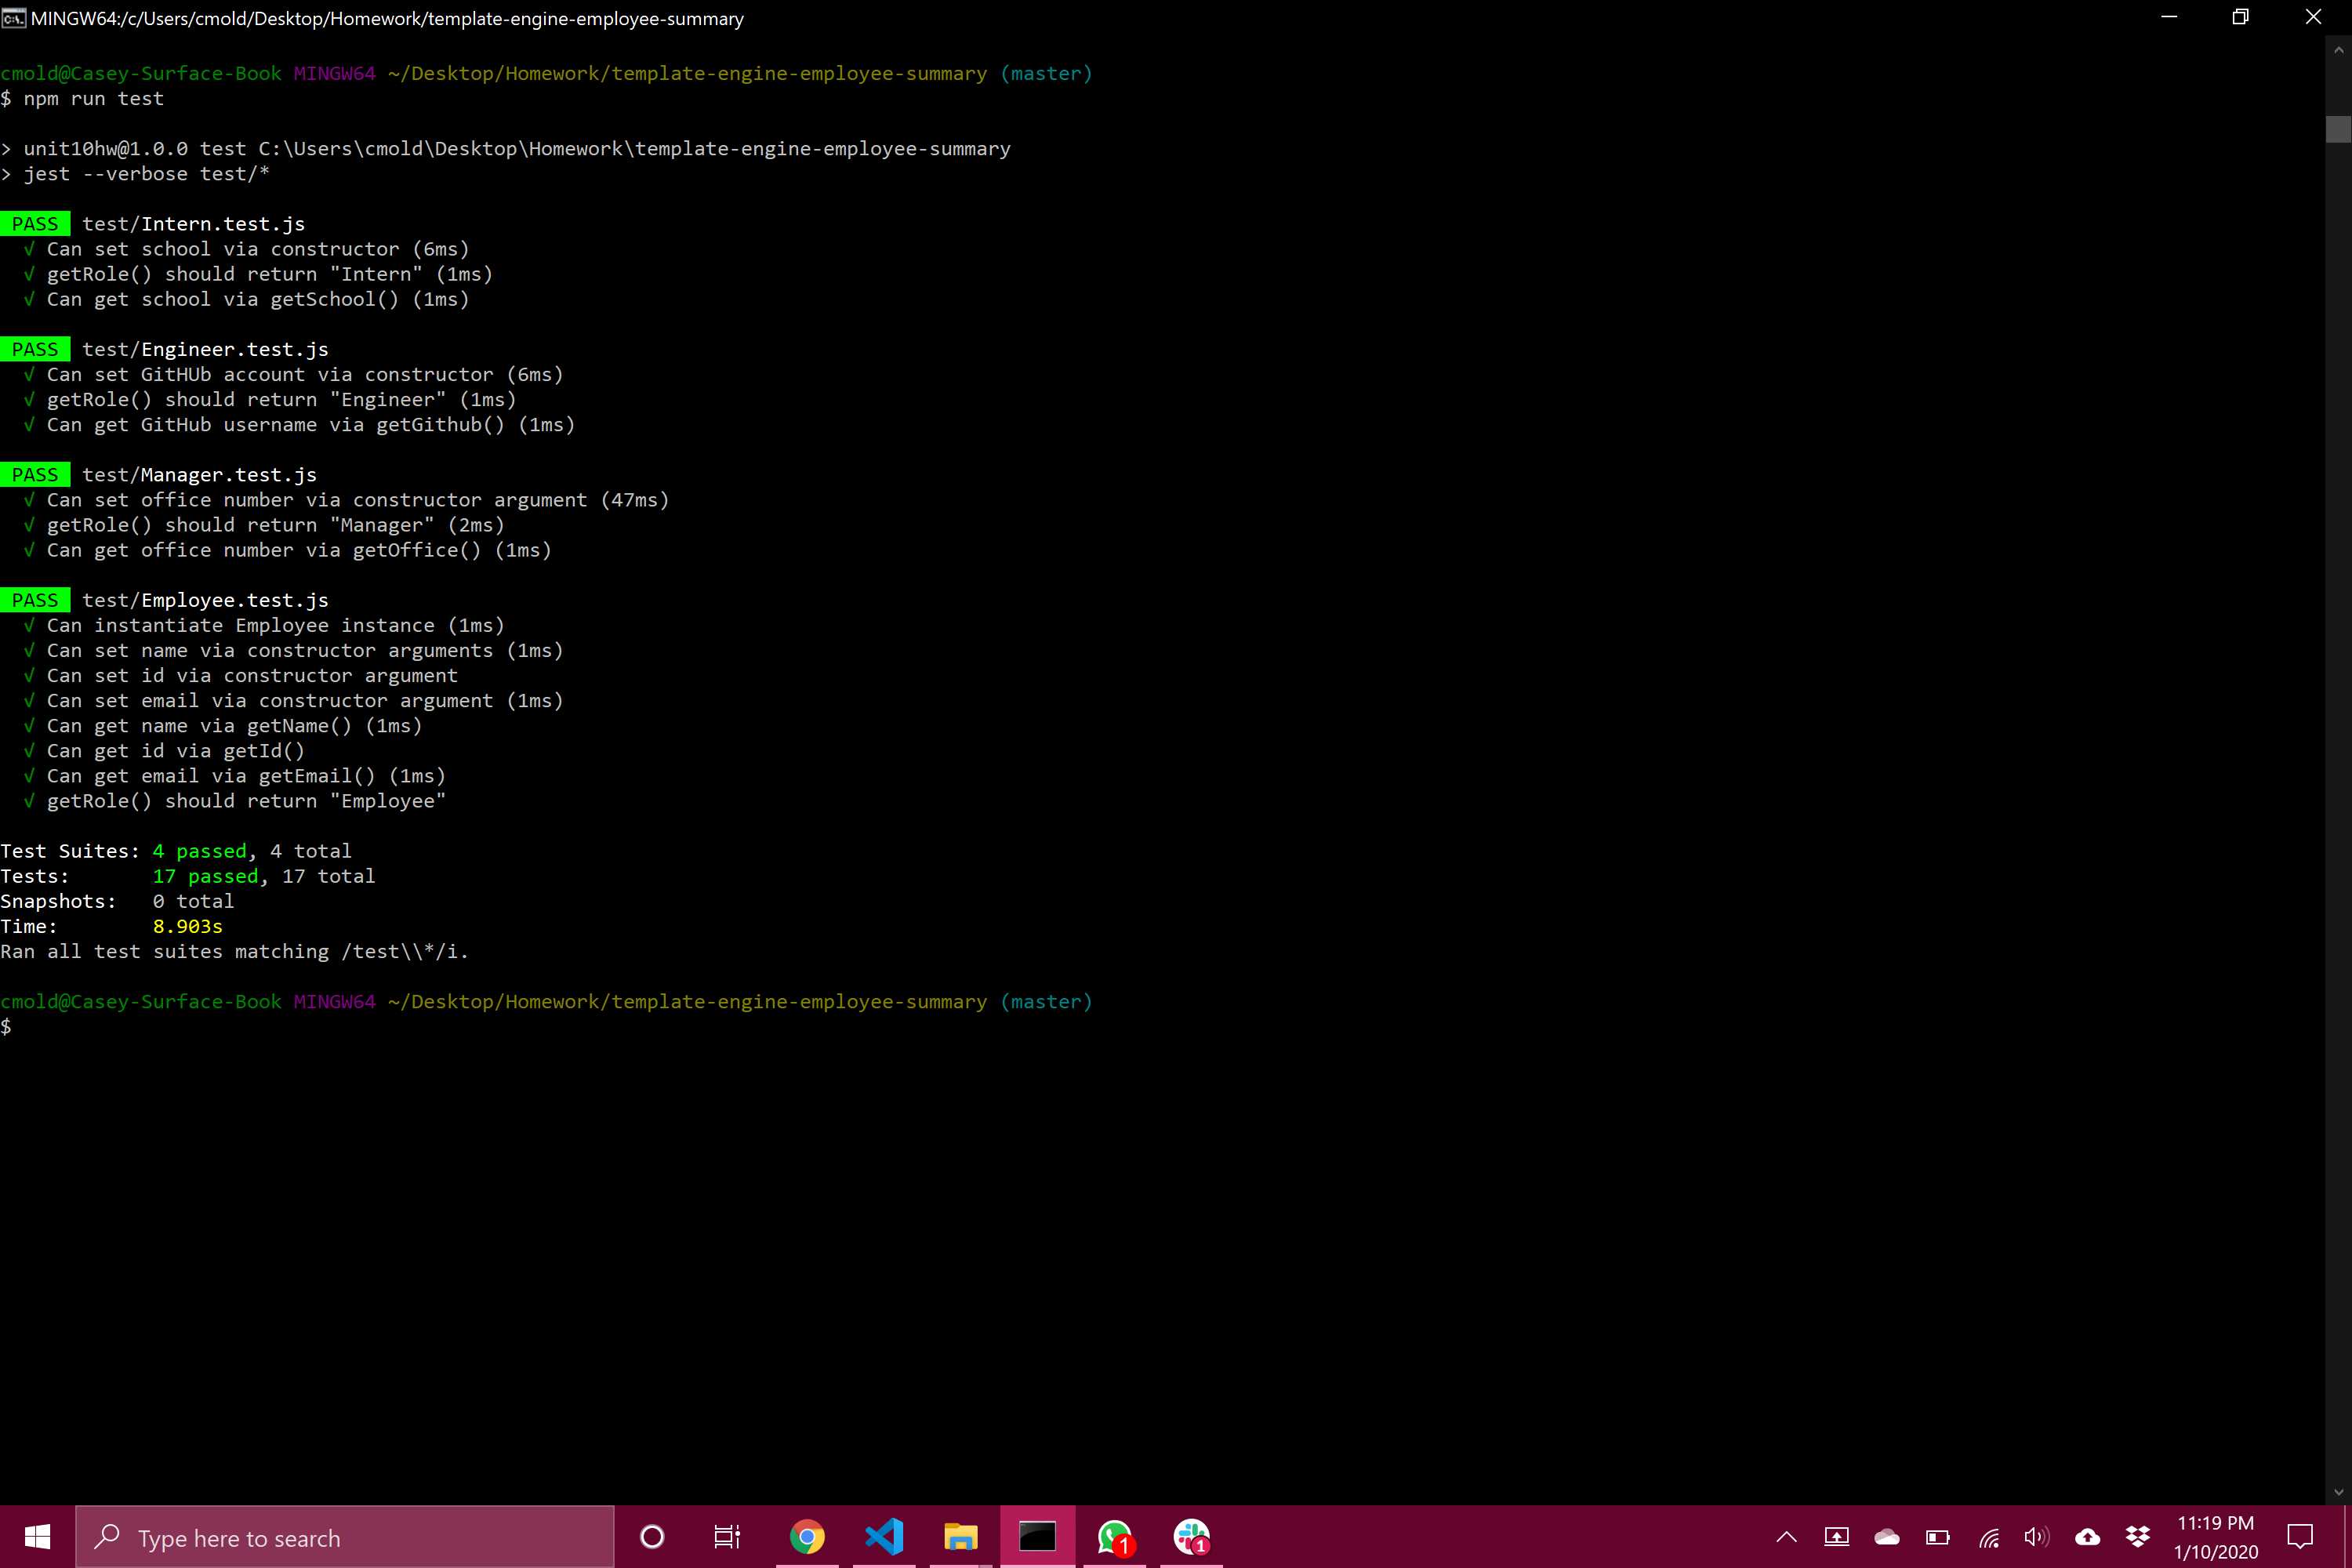 MINGW64:/c/Users/cmold/Desktop/Homework/template-engine-employee-summary
cmold@Casey-Surface-Book MINGW64 ~/Desktop/Homework/template-engine-employee-summary (master)
$ npm run test
> unit10hw@1.0.0 test C:\Users\cmold\Desktop\Homework\template-engine-employee-summary
> jest --verbose test/*
PASS test/Intern.test.js
√ Can set school via constructor (6ms)
√ getRole() should return "Intern" (1ms)
√ Can get school via getSchool() (1ms)
PASS test/Engineer.test.js
√ Can set GitHUb account via constructor (6ms)
√ getRole() should return "Engineer" (1ms)
√ Can get GitHub username via getGithub() (1ms)
PASS test/Manager.test.js
√ Can set office number via constructor argument (47ms)
√ getRole() should return "Manager" (2ms)
√ Can get office number via getOffice() (1ms)
PASS test/Employee.test.js
√ Can instantiate Employee instance (1ms)
√ Can set name via constructor arguments (1ms)
√ Can set id via constructor argument
√ Can set email via constructor argument (1ms)
√ Can get name via getName() (1ms)
√ Can get id via getId()
√ Can get email via getEmail() (1ms)
√ getRole() should return "Employee"
Test Suites: 4 passed, 4 total
Tests: 17 passed, 17 total
Snapshots: 0 total
Time: 8.903s
Ran all test suites matching /test\\*/i.
cmold@Casey-Surface-Book MINGW64 ~/Desktop/Homework/template-engine-employee-summary (master)
$
Type here to search
1
1
11:19 PM
1/10/2020